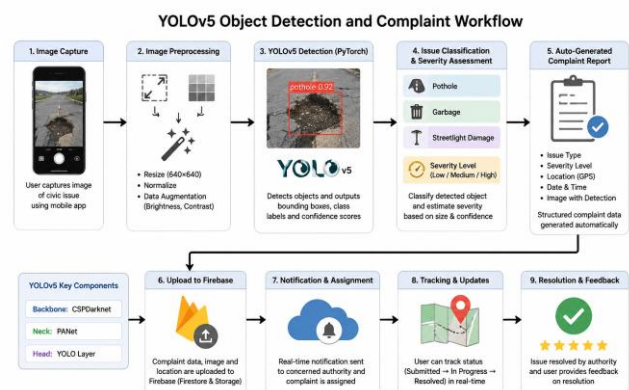 YOLOv5 Object Detection and Complaint Workflow
1. Image Capture
User captures image
of civic issue
using mobile app
2. Image Preprocessing
• Resize (640×640)
• Normalize
• Data Augmentation
(Brightness, Contrast)
3. YOLOv5 Detection (PyTorch)
pothole 0.92
YOLO v5
Detects objects and outputs
bounding boxes, class
labels and confidence scores
4. Issue Classification
& Severity Assessment
Pothole
Garbage
Streetlight Damage
Severity Level
(Low / Medium / High)
Classify detected object
and estimate severity
based on size & confidence
5. Auto-Generated
Complaint Report
• Issue Type
• Severity Level
• Location (GPS)
• Date & Time
• Image with Detection
Structured complaint data
generated automatically
YOLOv5 Key Components
Backbone: CSPDarknet
Neck: PANet
Head: YOLO Layer
6. Upload to Firebase
Complaint data, image and
location are uploaded to
Firebase (Firestore & Storage)
7. Notification & Assignment
Real-time notification sent
to concerned authority and
complaint is assigned
8. Tracking & Updates
User can track status
(Submitted → In Progress →
Resolved) in real-time
9. Resolution & Feedback
Issue resolved by authority
and user provides feedback
on resolution